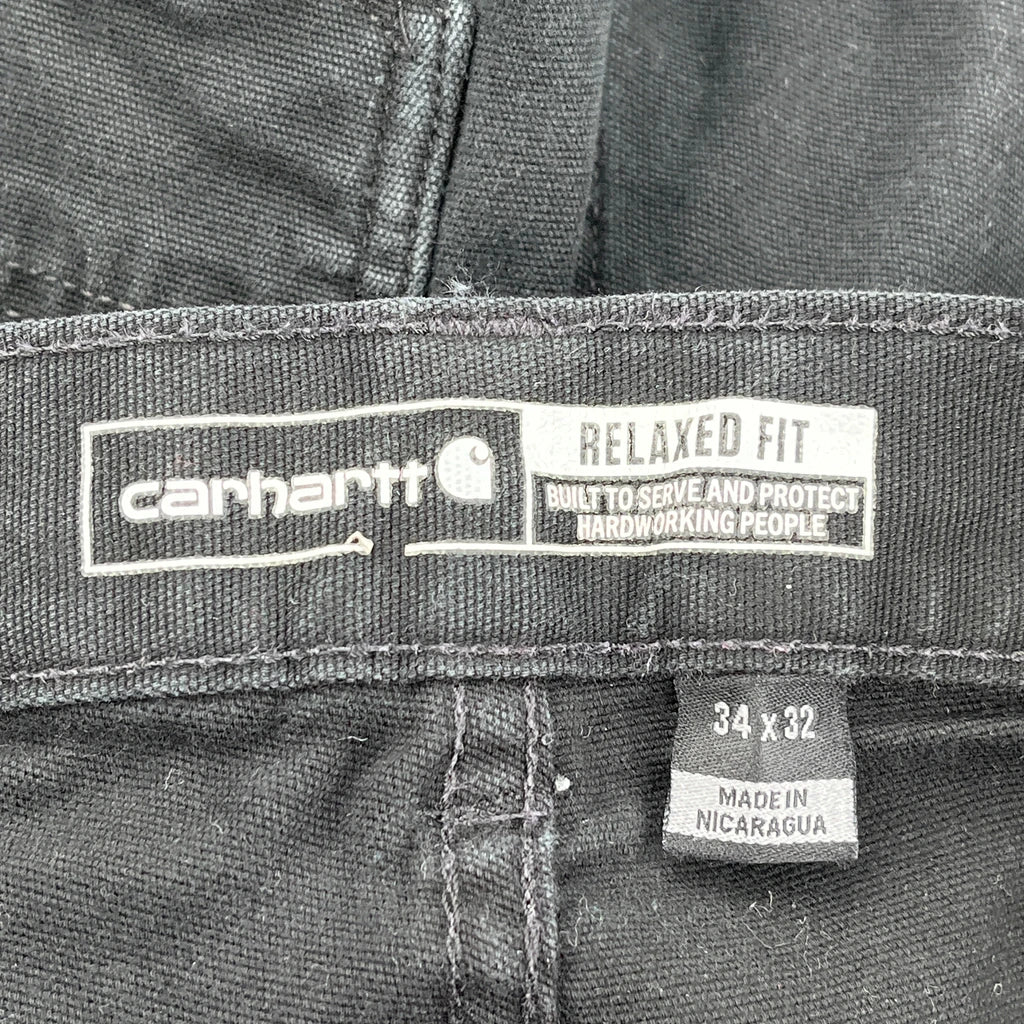 carhartt
RELAXED FIT
BUILT TO SERVE AND PROTECT
HARDWORKING PEOPLE
34 x 32
MADE IN
NICARAGUA